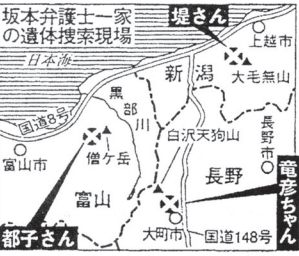 坂本弁護士一家
の遺体捜索現場
日本海
堤さん
上越市
大毛無山
新潟
国道8号
黒部川
白沢天狗山
富山市
僧ケ岳
長野市
富山
長野
竜彦ちゃん
都子さん
大町市
国道148号